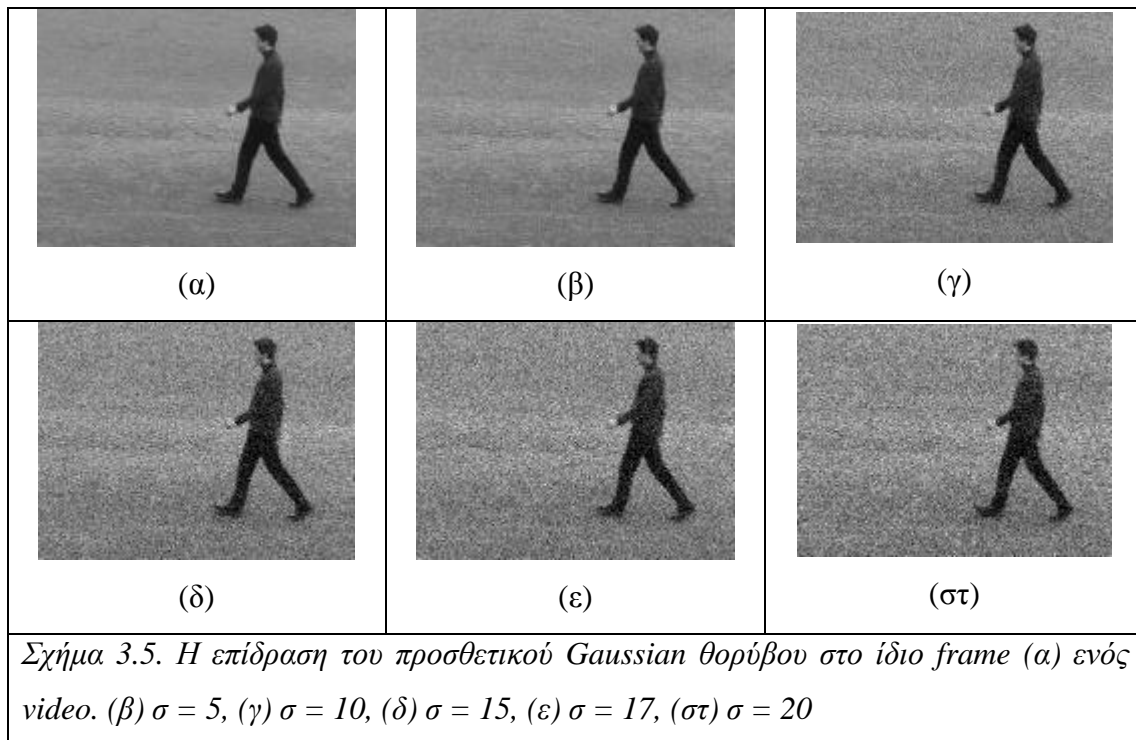 (α)
(β)
(γ)
(δ)
(ε)
(στ)
Σχήμα 3.5. Η επίδραση του προσθετικού Gaussian θορύβου στο ίδιο frame (α) ενός
video. (β) σ = 5, (γ) σ = 10, (δ) σ = 15, (ε) σ = 17, (στ) σ = 20